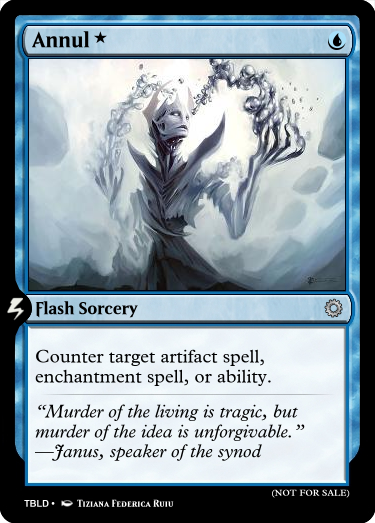 Annul ★
Flash Sorcery
Counter target artifact spell,
enchantment spell, or ability.
“Murder of the living is tragic, but
murder of the idea is unforgivable.”
—Janus, speaker of the synod
(NOT FOR SALE)
TBLD • Tiziana Federica Ruiu